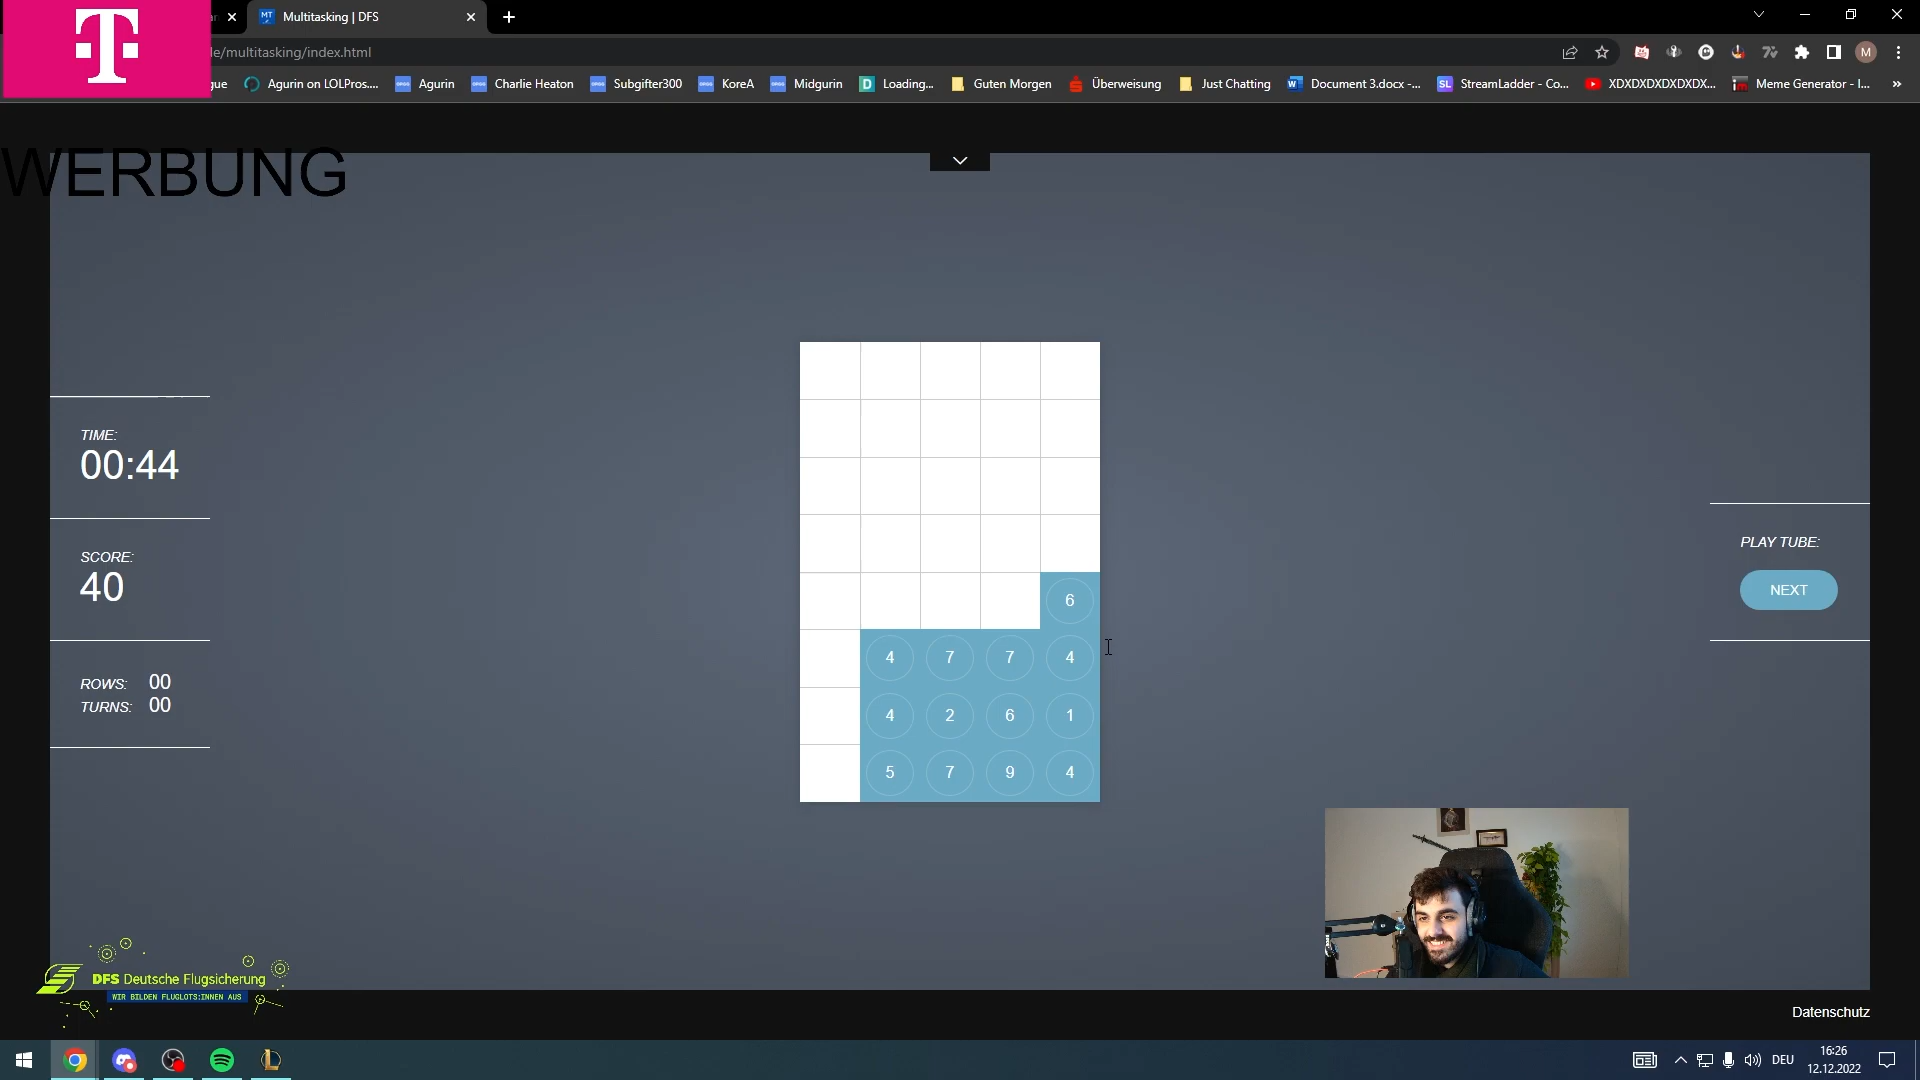 Multitasking | DFS
le/multitasking/index.html
gue
Agurin on LOLPros....
Agurin
Charlie Heaton
Subgifter300
KoreA
Midgurin
Loading...
Guten Morgen
Überweisung
Just Chatting
Document 3.docx -...
StreamLadder - Co...
XDXDXDXDXDXDX...
Meme Generator - I...
»
WERBUNG
TIME:
00:44
SCORE:
40
ROWS: 00
TURNS: 00
6
4 7 7 4
4 2 6 1
5 7 9 4
PLAY TUBE:
NEXT
DFS Deutsche Flugsicherung
WIR BILDEN FLUGLOTS:INNEN AUS
Datenschutz
DEU
16:26
12.12.2022